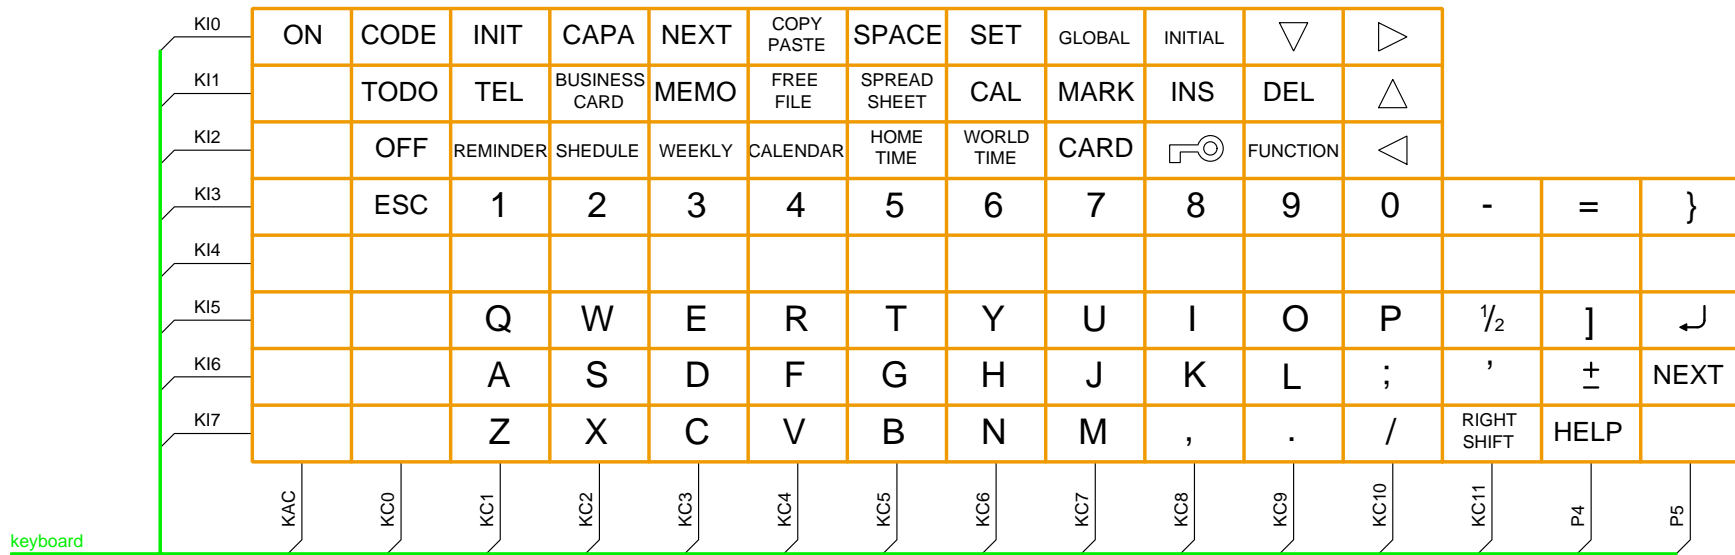 KI0 ON CODE INIT CAPA NEXT COPY PASTE SPACE SET GLOBAL INITIAL
KI1 TODO TEL BUSINESS CARD MEMO FREE FILE SPREAD SHEET CAL MARK INS DEL
KI2 OFF REMINDER SHEDULE WEEKLY CALENDAR HOME TIME WORLD TIME CARD FUNCTION
KI3 ESC 1 2 3 4 5 6 7 8 9 0 - = }
KI4
KI5 Q W E R T Y U I O P 1/2 ]
KI6 A S D F G H J K L ; ' ± NEXT
KI7 Z X C V B N M , . / RIGHT SHIFT HELP
KAC KC0 KC1 KC2 KC3 KC4 KC5 KC6 KC7 KC8 KC9 KC10 KC11 P4 P5
keyboard